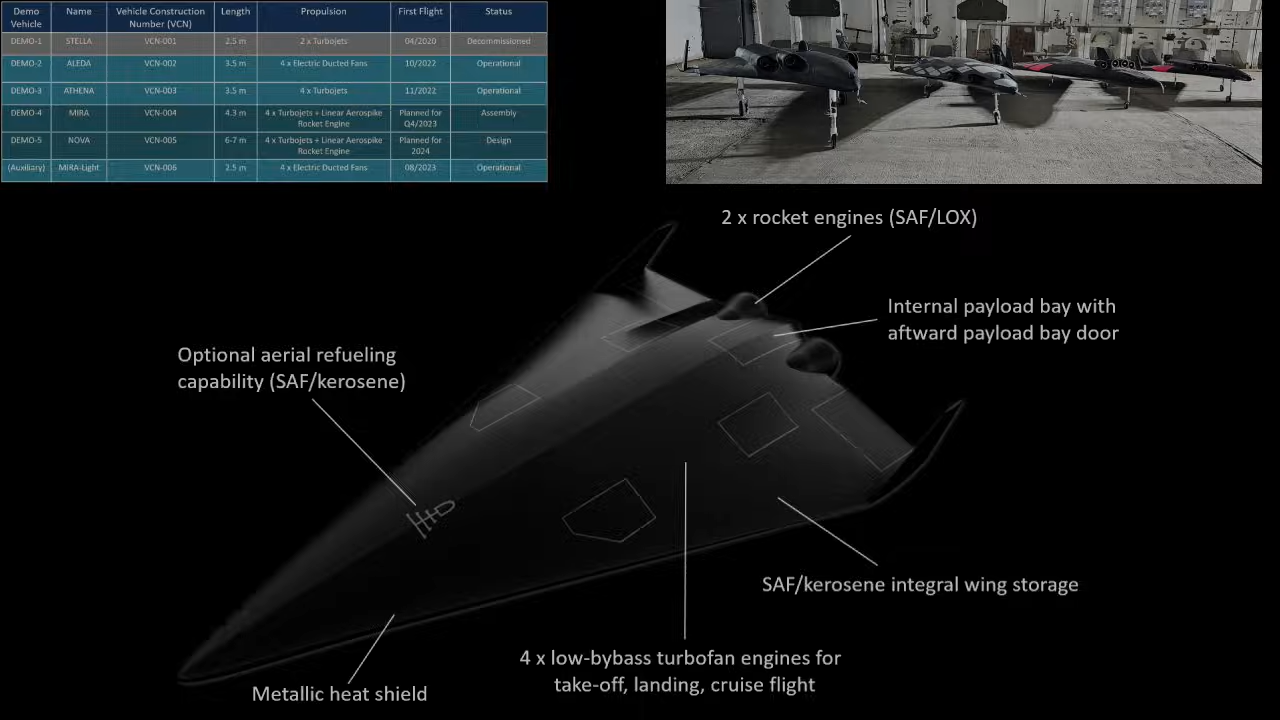 Demo Vehicle | Name | Vehicle Construction Number (VCN) | Length | Propulsion | First Flight | Status
DEMO-1 | STELLA | VCN-001 | 2.5 m | 2 x Turbojets | 04/2020 | Decommissioned
DEMO-2 | ALEDA | VCN-002 | 3.5 m | 4 x Electric Ducted Fans | 10/2022 | Operational
DEMO-3 | ATHENA | VCN-003 | 3.5 m | 4 x Turbojets | 11/2022 | Operational
DEMO-4 | MIRA | VCN-004 | 4.3 m | 4 x Turbojets + Linear Aerospike Rocket Engine | Planned for Q4/2023 | Assembly
DEMO-5 | NOVA | VCN-005 | 6-7 m | 4 x Turbojets + Linear Aerospike Rocket Engine | Planned for 2024 | Design
(Auxiliary) | MIRA-Light | VCN-006 | 2.5 m | 4 x Electric Ducted Fans | 08/2023 | Operational
2 x rocket engines (SAF/LOX)
Internal payload bay with
aftward payload bay door
Optional aerial refueling
capability (SAF/kerosene)
SAF/kerosene integral wing storage
4 x low-bybass turbofan engines for
take-off, landing, cruise flight
Metallic heat shield